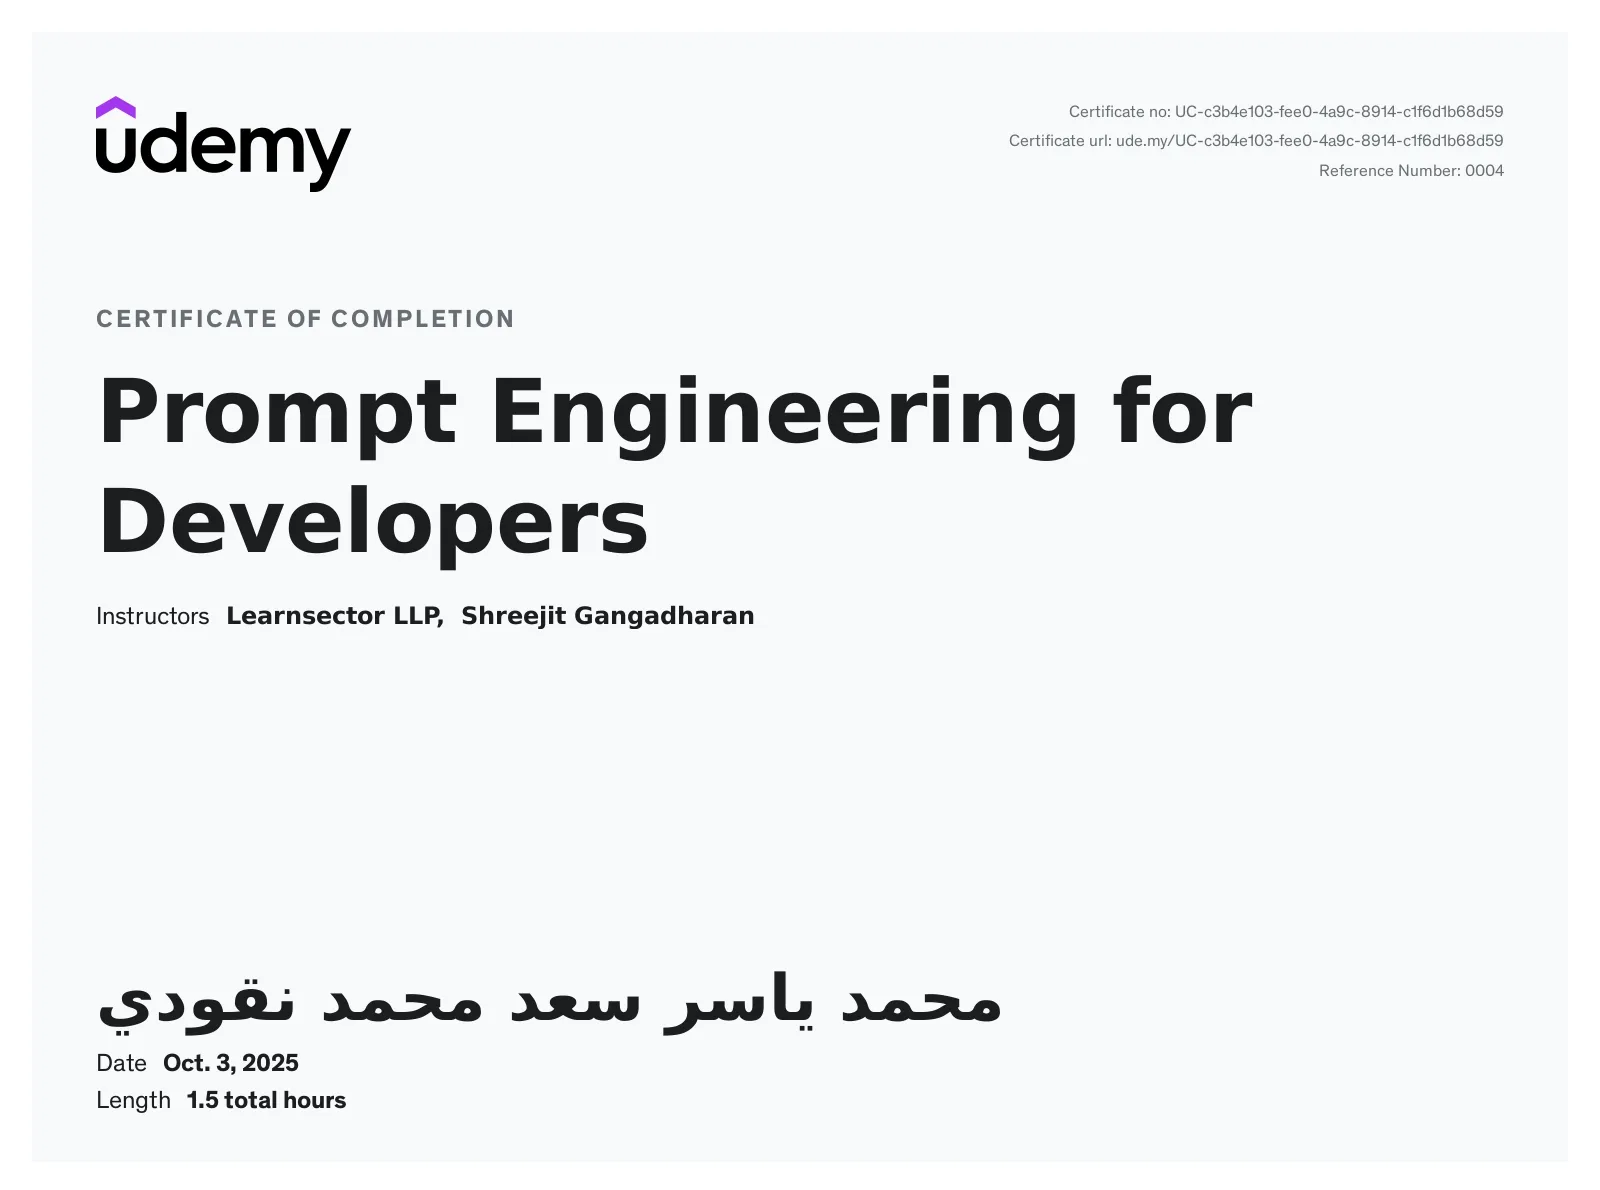 udemy
Certificate no: UC-c3b4e103-fee0-4a9c-8914-c1f6d1b68d59
Certificate url: ude.my/UC-c3b4e103-fee0-4a9c-8914-c1f6d1b68d59
Reference Number: 0004
CERTIFICATE OF COMPLETION
Prompt Engineering for
Developers
Instructors Learnsector LLP, Shreejit Gangadharan
محمد ياسر سعد محمد نقودي
Date Oct. 3, 2025
Length 1.5 total hours